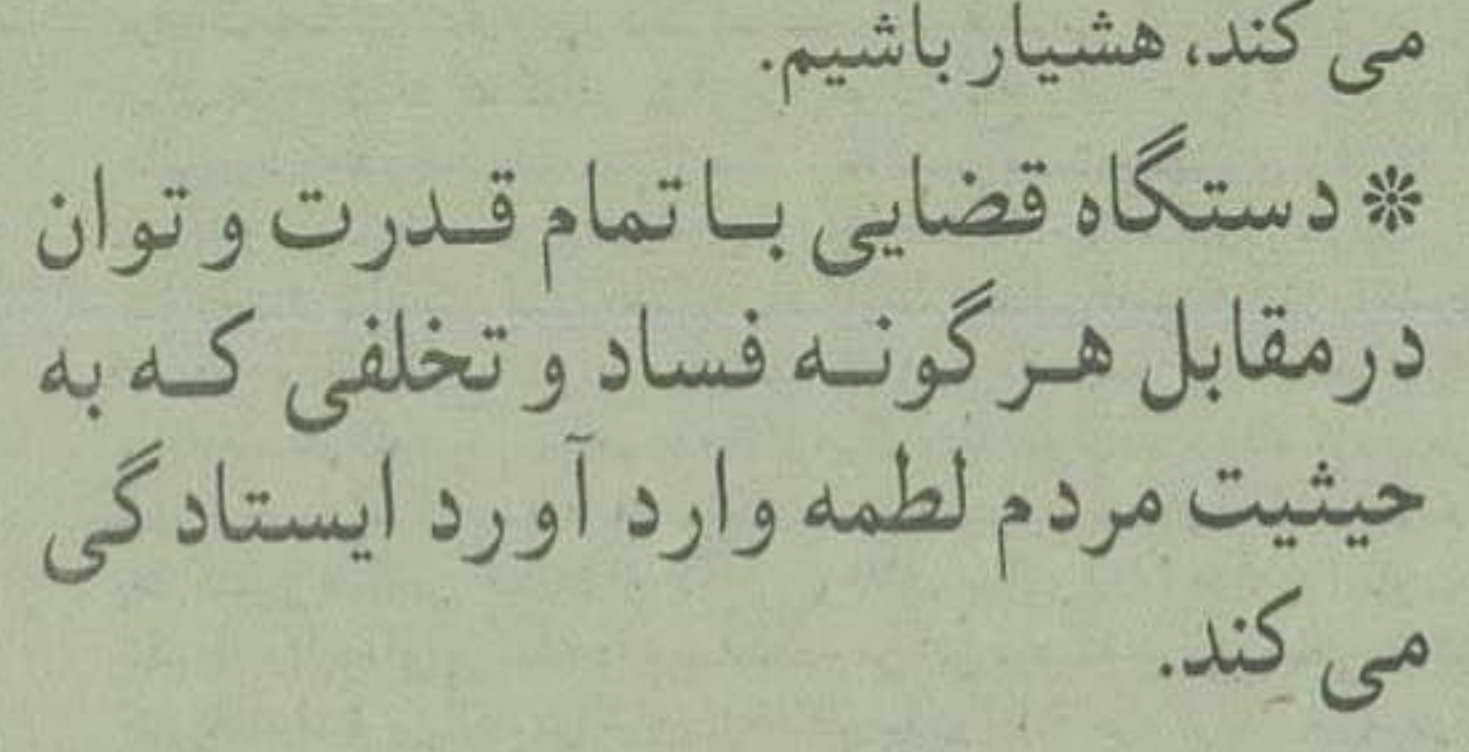 می کند، هشیار باشیم.
❊ دستگاه قضایی با تمام قدرت و توان
درمقابل هر گونه فساد و تخلفی که به
حیثیت مردم لطمه وارد آورد ایستادگی
می کند.